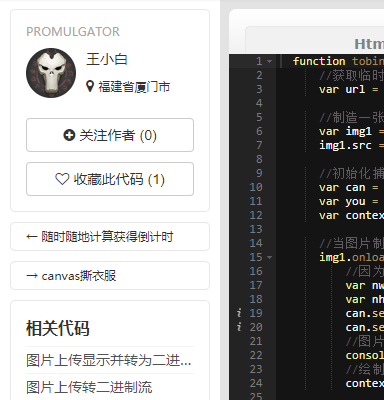 PROMULGATOR
王小白
福建省厦门市
关注作者 (0)
收藏此代码 (1)
← 随时随地计算获得倒计时
→ canvas撕衣服
相关代码
图片上传显示并转为二进...
图片上传转二进制流
Htm
1 function tobin
2 //获取临时
3 var url =
4
5 //制造一张
6 var img1 =
7 img1.src =
8
9 //初始化捕
10 var can =
11 var you =
12 var contex
13
14 //当图片制
15 img1.onloa
16 //因为
17 var nw
18 var nh
19 can.se
20 can.se
21 //图片
22 consol
23 //绘制
24 contex
25